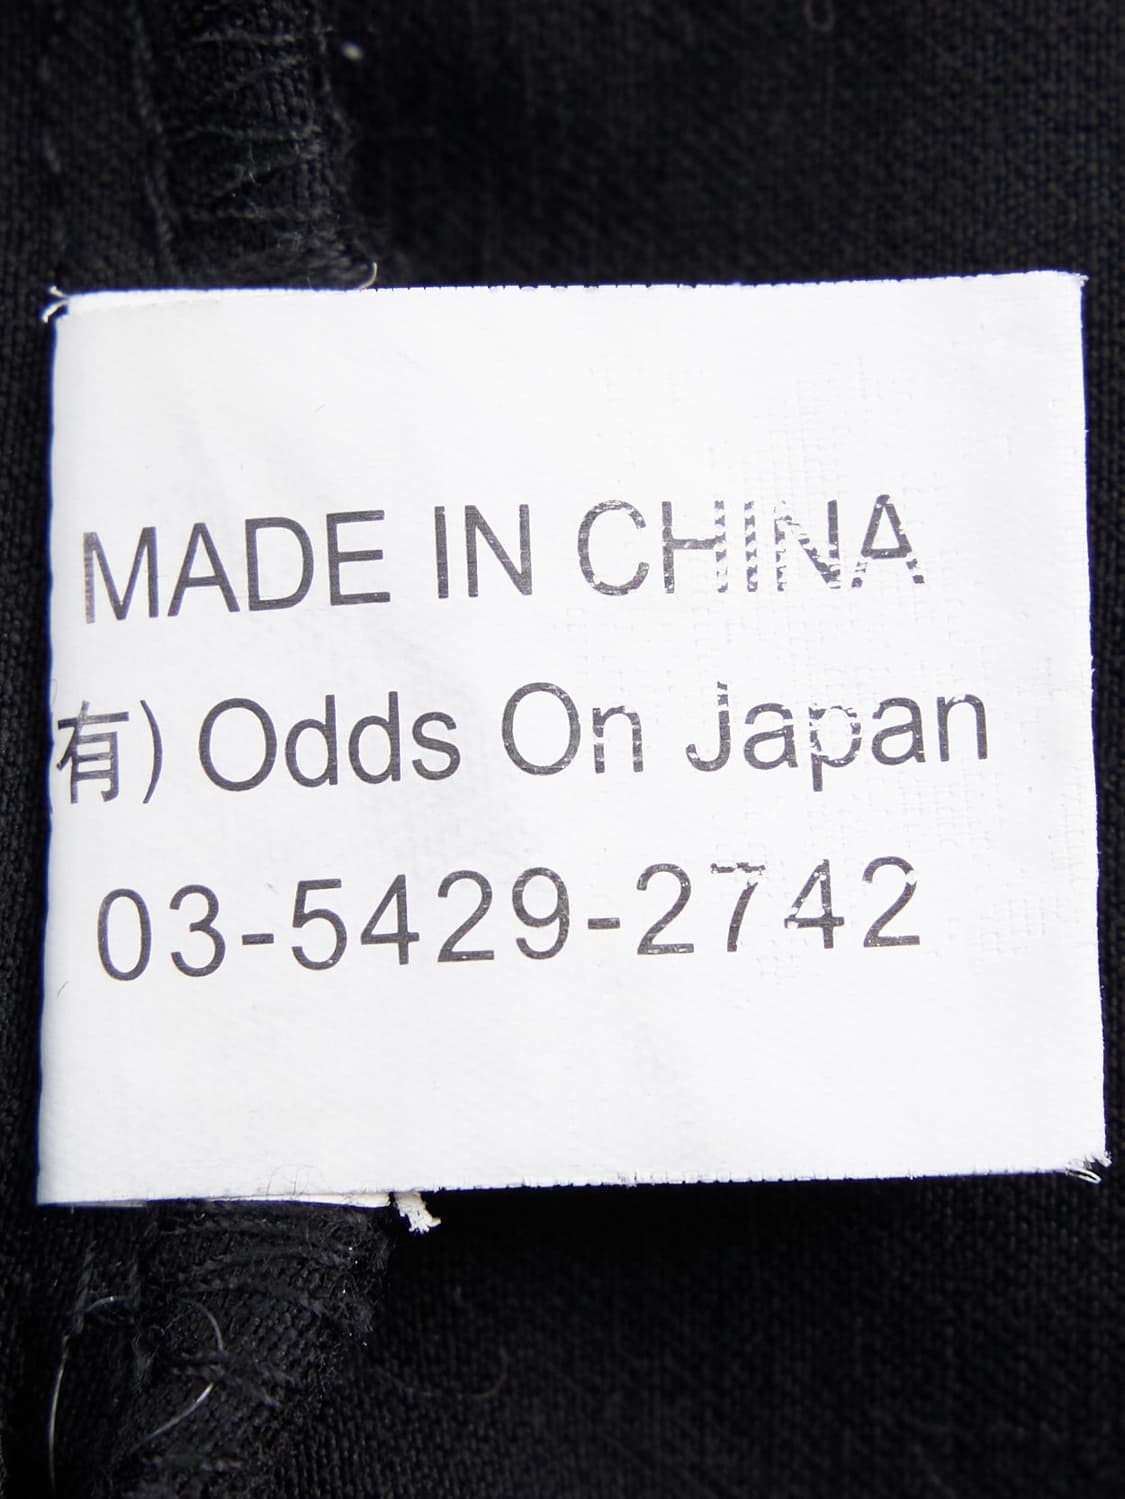 MADE IN CHINA
有) Odds On Japan
03-5429-2742